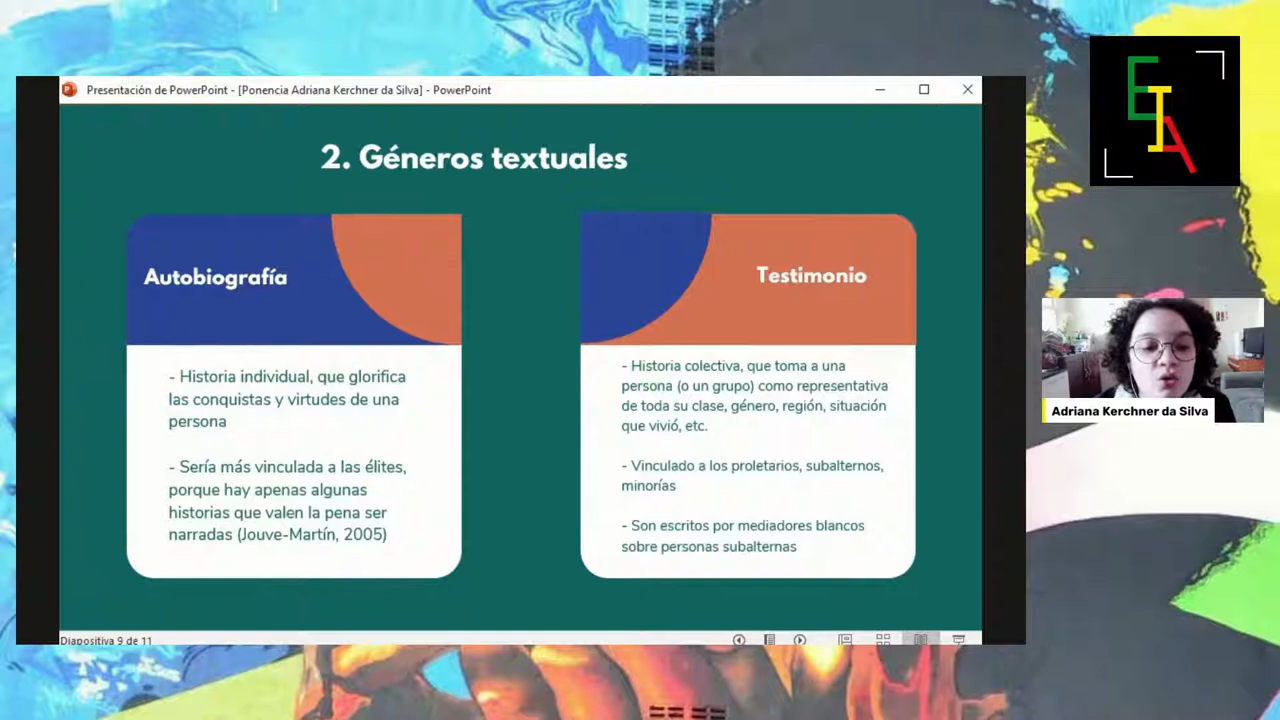 Presentación de PowerPoint - [Ponencia Adriana Kerchner da Silva] - PowerPoint
2. Géneros textuales
Autobiografía
- Historia individual, que glorifica
las conquistas y virtudes de una
persona
- Sería más vinculada a las élites,
porque hay apenas algunas
historias que valen la pena ser
narradas (Jouve-Martín, 2005)
Testimonio
- Historia colectiva, que toma a una
persona (o un grupo) como representativa
de toda su clase, género, región, situación
que vivió, etc.
- Vinculado a los proletarios, subalternos,
minorías
- Son escritos por mediadores blancos
sobre personas subalternas
Diapositiva 9 de 11
EIA
Adriana Kerchner da Silva